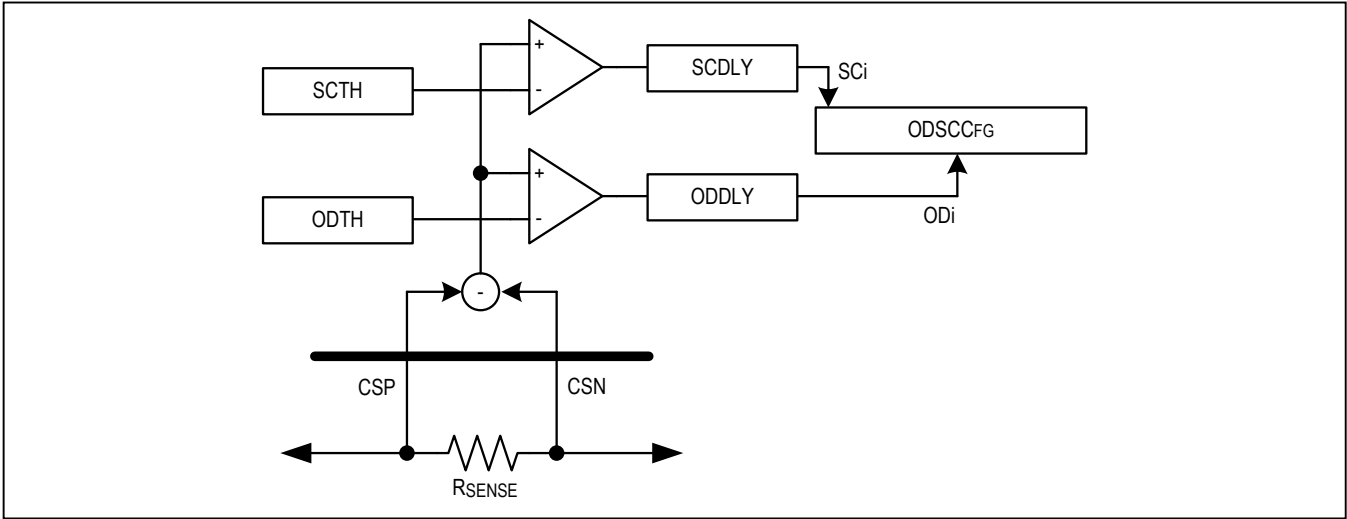 +
SCDLY
SCi
SCTH
-
ODSCCFG
+
ODDLY
ODTH
-
ODi
-
CSP
CSN
RSENSE